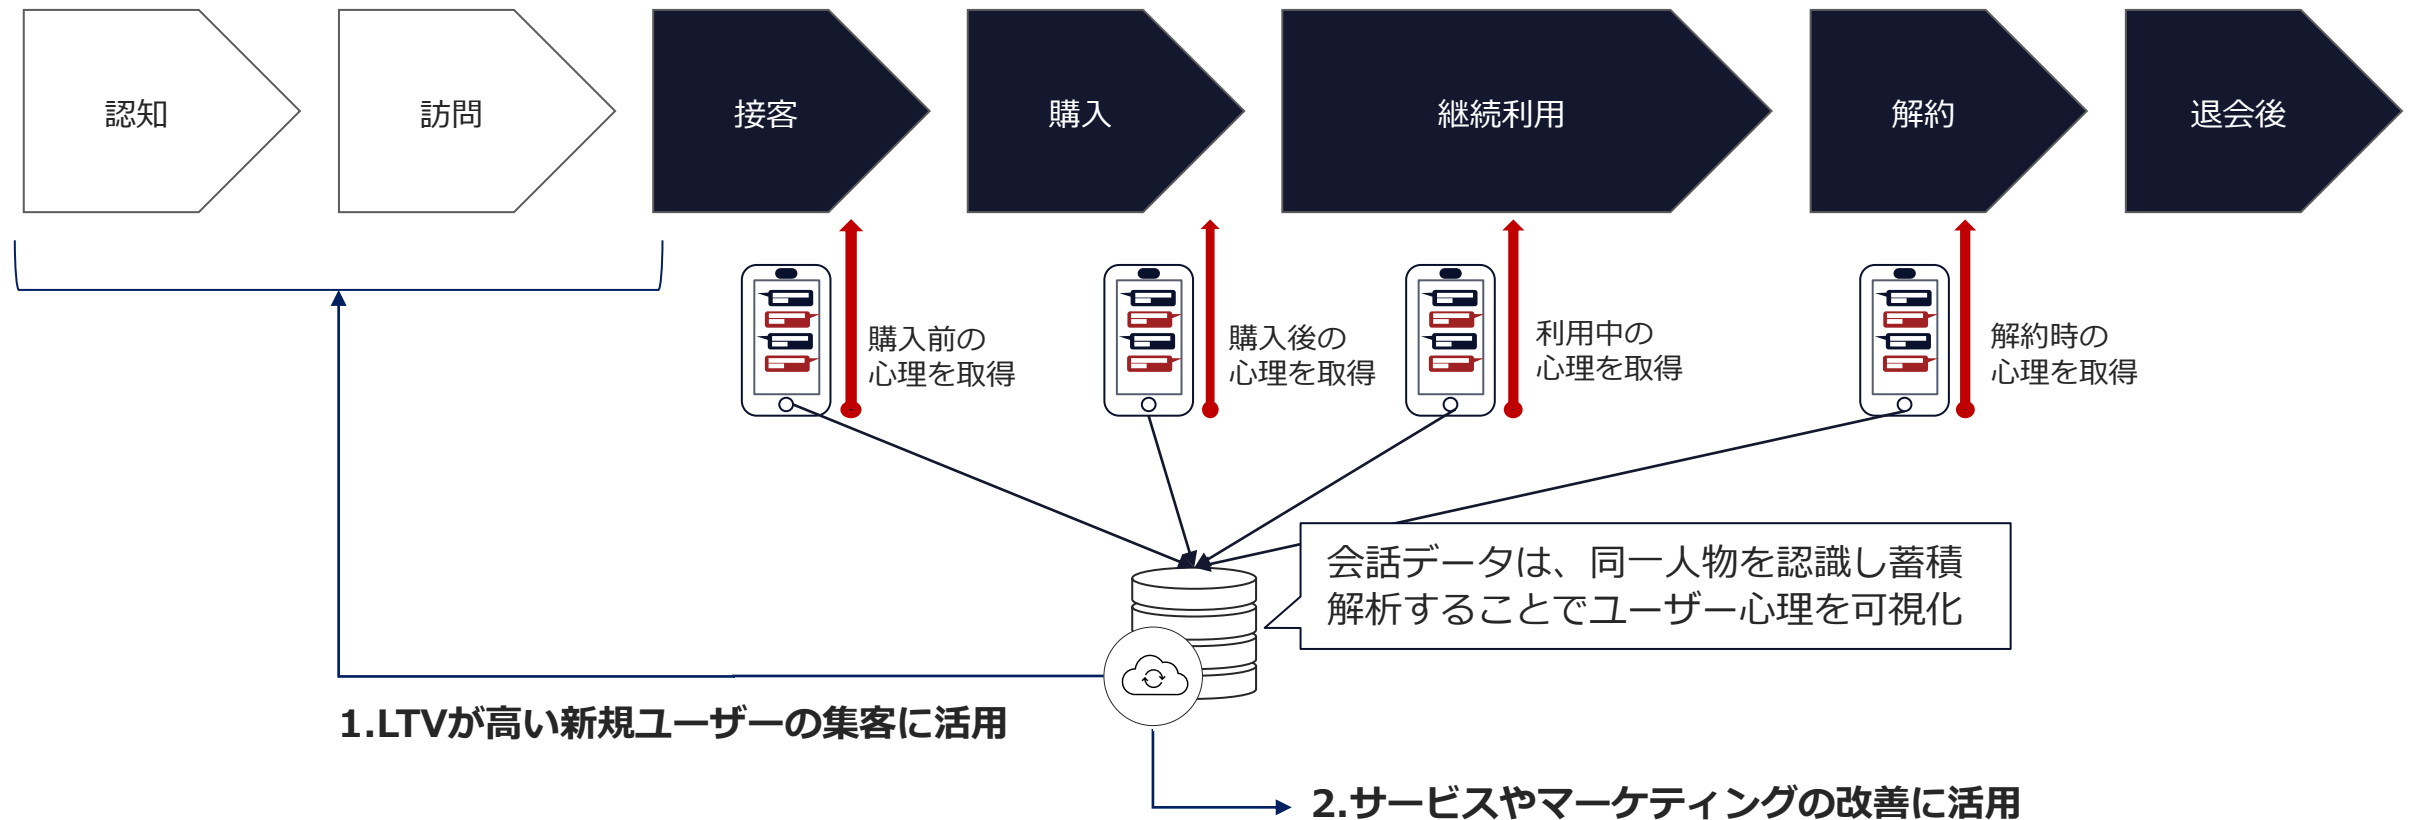 認知
訪問
接客
購入
継続利用
解約
退会後
購入前の
心理を取得
購入後の
心理を取得
利用中の
心理を取得
解約時の
心理を取得
会話データは、同一人物を認識し蓄積
解析することでユーザー心理を可視化
1.LTVが高い新規ユーザーの集客に活用
2.サービスやマーケティングの改善に活用